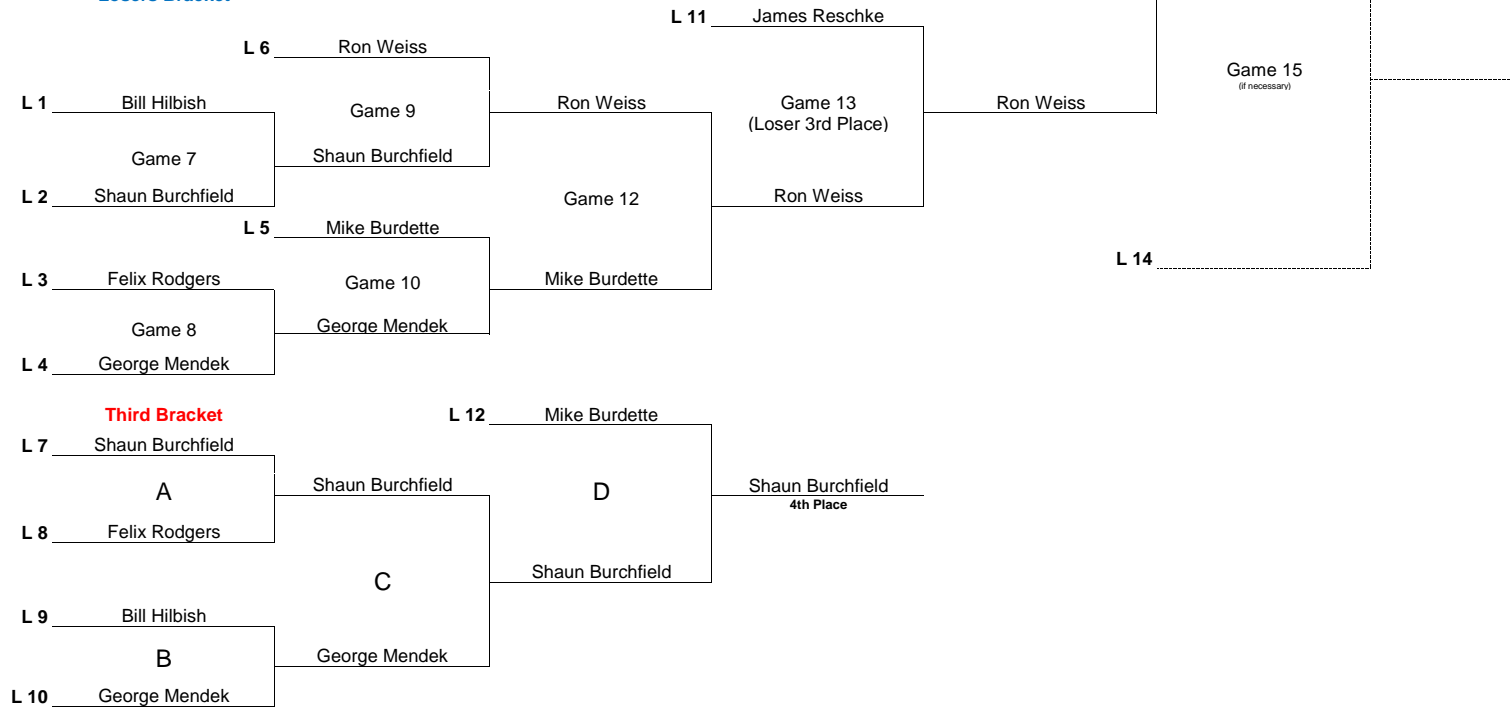 Losers Bracket
L 11 James Reschke
L 6 Ron Weiss
Game 15
(if necessary)
L 1 Bill Hilbish
Game 9
Ron Weiss
Game 13
(Loser 3rd Place)
Ron Weiss
Game 7
Shaun Burchfield
L 2 Shaun Burchfield
Game 12
Ron Weiss
L 5 Mike Burdette
L 14
L 3 Felix Rodgers
Game 10
Mike Burdette
Game 8
George Mendek
L 4 George Mendek
Third Bracket
L 12 Mike Burdette
L 7 Shaun Burchfield
A
Shaun Burchfield
D
Shaun Burchfield
4th Place
L 8 Felix Rodgers
C
Shaun Burchfield
L 9 Bill Hilbish
B
George Mendek
L 10 George Mendek